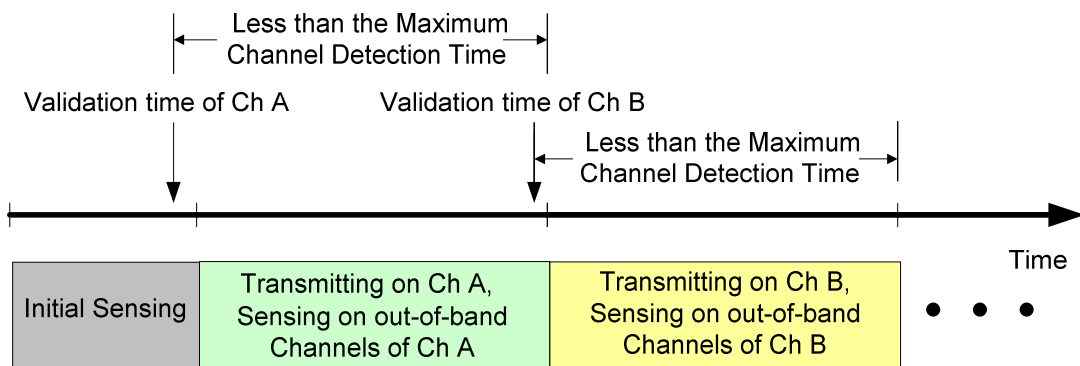 Less than the Maximum
Channel Detection Time
Validation time of Ch A
Validation time of Ch B
Less than the Maximum
Channel Detection Time
Time
Initial Sensing
Transmitting on Ch A,
Sensing on out-of-band
Channels of Ch A
Transmitting on Ch B,
Sensing on out-of-band
Channels of Ch B